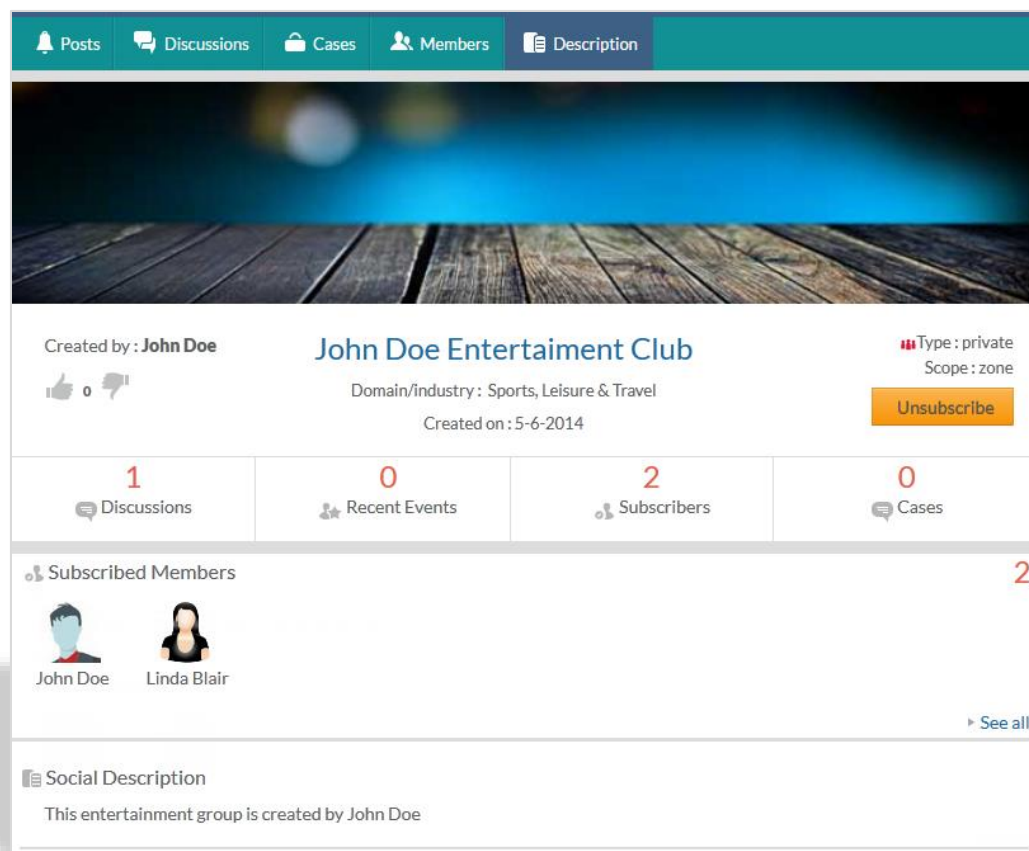 Posts Discussions Cases Members Description
Created by : John Doe
0
John Doe Entertaiment Club
Domain/industry : Sports, Leisure & Travel
Created on : 5-6-2014
Type : private
Scope : zone
Unsubscribe
1 0 2 0
Discussions Recent Events Subscribers Cases
Subscribed Members 2
John Doe Linda Blair
See all
Social Description
This entertainment group is created by John Doe